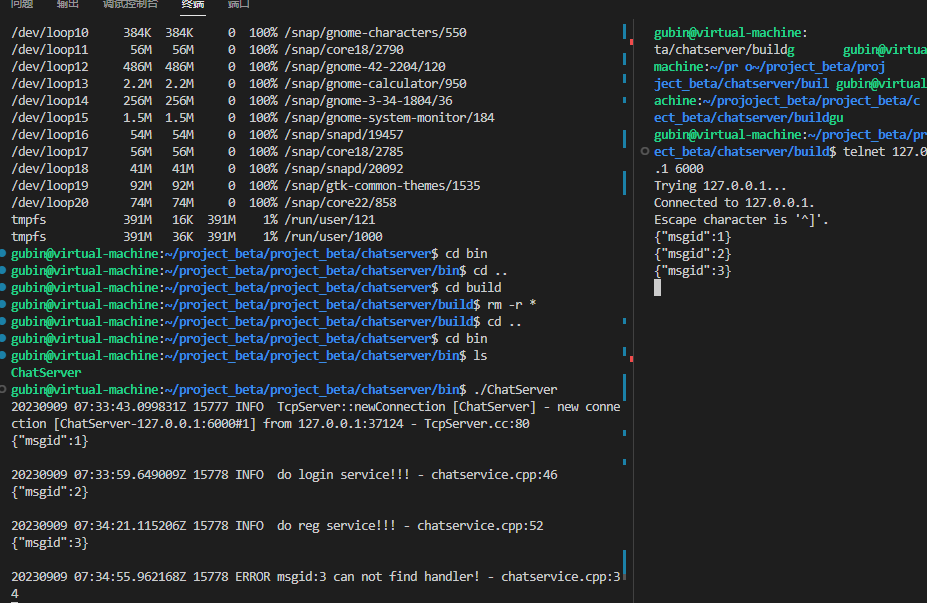 问题 输出 调试控制台 终端 端口
/dev/loop10 384K 384K 0 100% /snap/gnome-characters/550
/dev/loop11 56M 56M 0 100% /snap/core18/2790
/dev/loop12 486M 486M 0 100% /snap/gnome-42-2204/120
/dev/loop13 2.2M 2.2M 0 100% /snap/gnome-calculator/950
/dev/loop14 256M 256M 0 100% /snap/gnome-3-34-1804/36
/dev/loop15 1.5M 1.5M 0 100% /snap/gnome-system-monitor/184
/dev/loop16 54M 54M 0 100% /snap/snapd/19457
/dev/loop17 56M 56M 0 100% /snap/core18/2785
/dev/loop18 41M 41M 0 100% /snap/snapd/20092
/dev/loop19 92M 92M 0 100% /snap/gtk-common-themes/1535
/dev/loop20 74M 74M 0 100% /snap/core22/858
tmpfs 391M 16K 391M 1% /run/user/121
tmpfs 391M 36K 391M 1% /run/user/1000
gubin@virtual-machine:~/project_beta/project_beta/chatserver$ cd bin
gubin@virtual-machine:~/project_beta/project_beta/chatserver/bin$ cd ..
gubin@virtual-machine:~/project_beta/project_beta/chatserver$ cd build
gubin@virtual-machine:~/project_beta/project_beta/chatserver/build$ rm -r *
gubin@virtual-machine:~/project_beta/project_beta/chatserver/build$ cd ..
gubin@virtual-machine:~/project_beta/project_beta/chatserver$ cd bin
gubin@virtual-machine:~/project_beta/project_beta/chatserver/bin$ ls
ChatServer
gubin@virtual-machine:~/project_beta/project_beta/chatserver/bin$ ./ChatServer
20230909 07:33:43.099831Z 15777 INFO  TcpServer::newConnection [ChatServer] - new conne
ction [ChatServer-127.0.0.1:6000#1] from 127.0.0.1:37124 - TcpServer.cc:80
{"msgid":1}
20230909 07:33:59.649009Z 15778 INFO  do login service!!! - chatservice.cpp:46
{"msgid":2}
20230909 07:34:21.115206Z 15778 INFO  do reg service!!! - chatservice.cpp:52
{"msgid":3}
20230909 07:34:55.962168Z 15778 ERROR msgid:3 can not find handler! - chatservice.cpp:3
4
gubin@virtual-machine:
ta/chatserver/buildg gubin@virtua
machine:~/pr o~/project_beta/proj
ject_beta/chatserver/buil gubin@virtual
achine:~/projoject_beta/project_beta/c
ect_beta/chatserver/buildgu
gubin@virtual-machine:~/project_beta/pr
ect_beta/chatserver/build$ telnet 127.0
.1 6000
Trying 127.0.0.1...
Connected to 127.0.0.1.
Escape character is '^]'.
{"msgid":1}
{"msgid":2}
{"msgid":3}